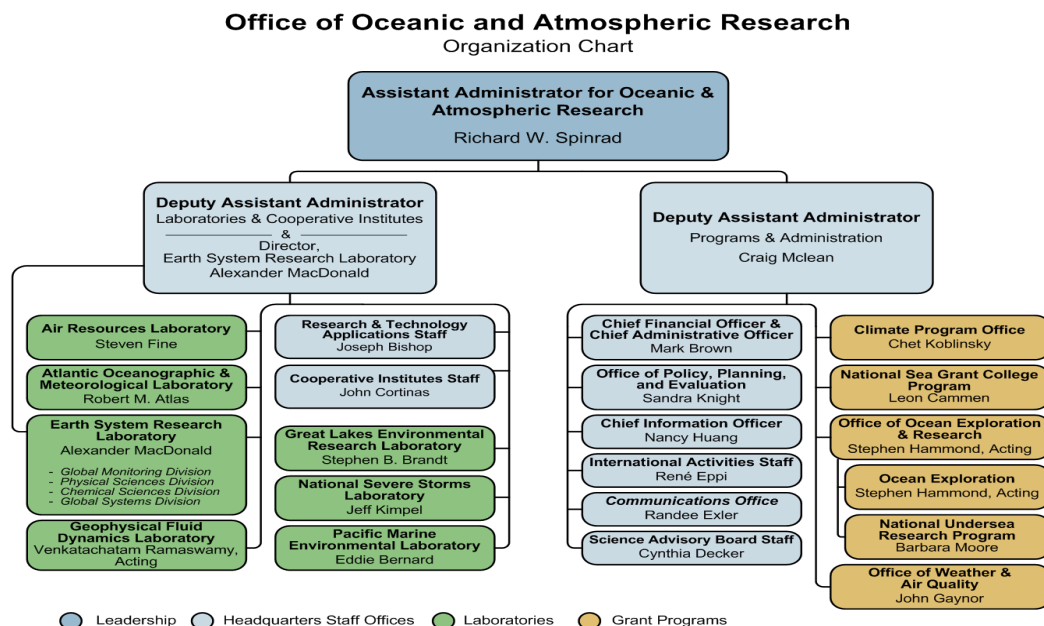 Office of Oceanic and Atmospheric Research
Organization Chart
Assistant Administrator for Oceanic &
Atmospheric Research
Richard W. Spinrad
Deputy Assistant Administrator
Laboratories & Cooperative Institutes
&
Director,
Earth System Research Laboratory
Alexander MacDonald
Deputy Assistant Administrator
Programs & Administration
Craig Mclean
Air Resources Laboratory
Steven Fine
Atlantic Oceanographic &
Meteorological Laboratory
Robert M. Atlas
Earth System Research
Laboratory
Alexander MacDonald
- Global Monitoring Division
- Physical Sciences Division
- Chemical Sciences Division
- Global Systems Division
Geophysical Fluid
Dynamics Laboratory
Venkatachatam Ramaswamy,
Acting
Research & Technology
Applications Staff
Joseph Bishop
Cooperative Institutes Staff
John Cortinas
Great Lakes Environmental
Research Laboratory
Stephen B. Brandt
National Severe Storms
Laboratory
Jeff Kimpel
Pacific Marine
Environmental Laboratory
Eddie Bernard
Chief Financial Officer &
Chief Administrative Officer
Mark Brown
Office of Policy, Planning,
and Evaluation
Sandra Knight
Chief Information Officer
Nancy Huang
International Activities Staff
René Eppi
Communications Office
Randee Exler
Science Advisory Board Staff
Cynthia Decker
Climate Program Office
Chet Koblinsky
National Sea Grant College
Program
Leon Cammen
Office of Ocean Exploration
& Research
Stephen Hammond, Acting
Ocean Exploration
Stephen Hammond, Acting
National Undersea
Research Program
Barbara Moore
Office of Weather &
Air Quality
John Gaynor
Leadership
Headquarters Staff Offices
Laboratories
Grant Programs